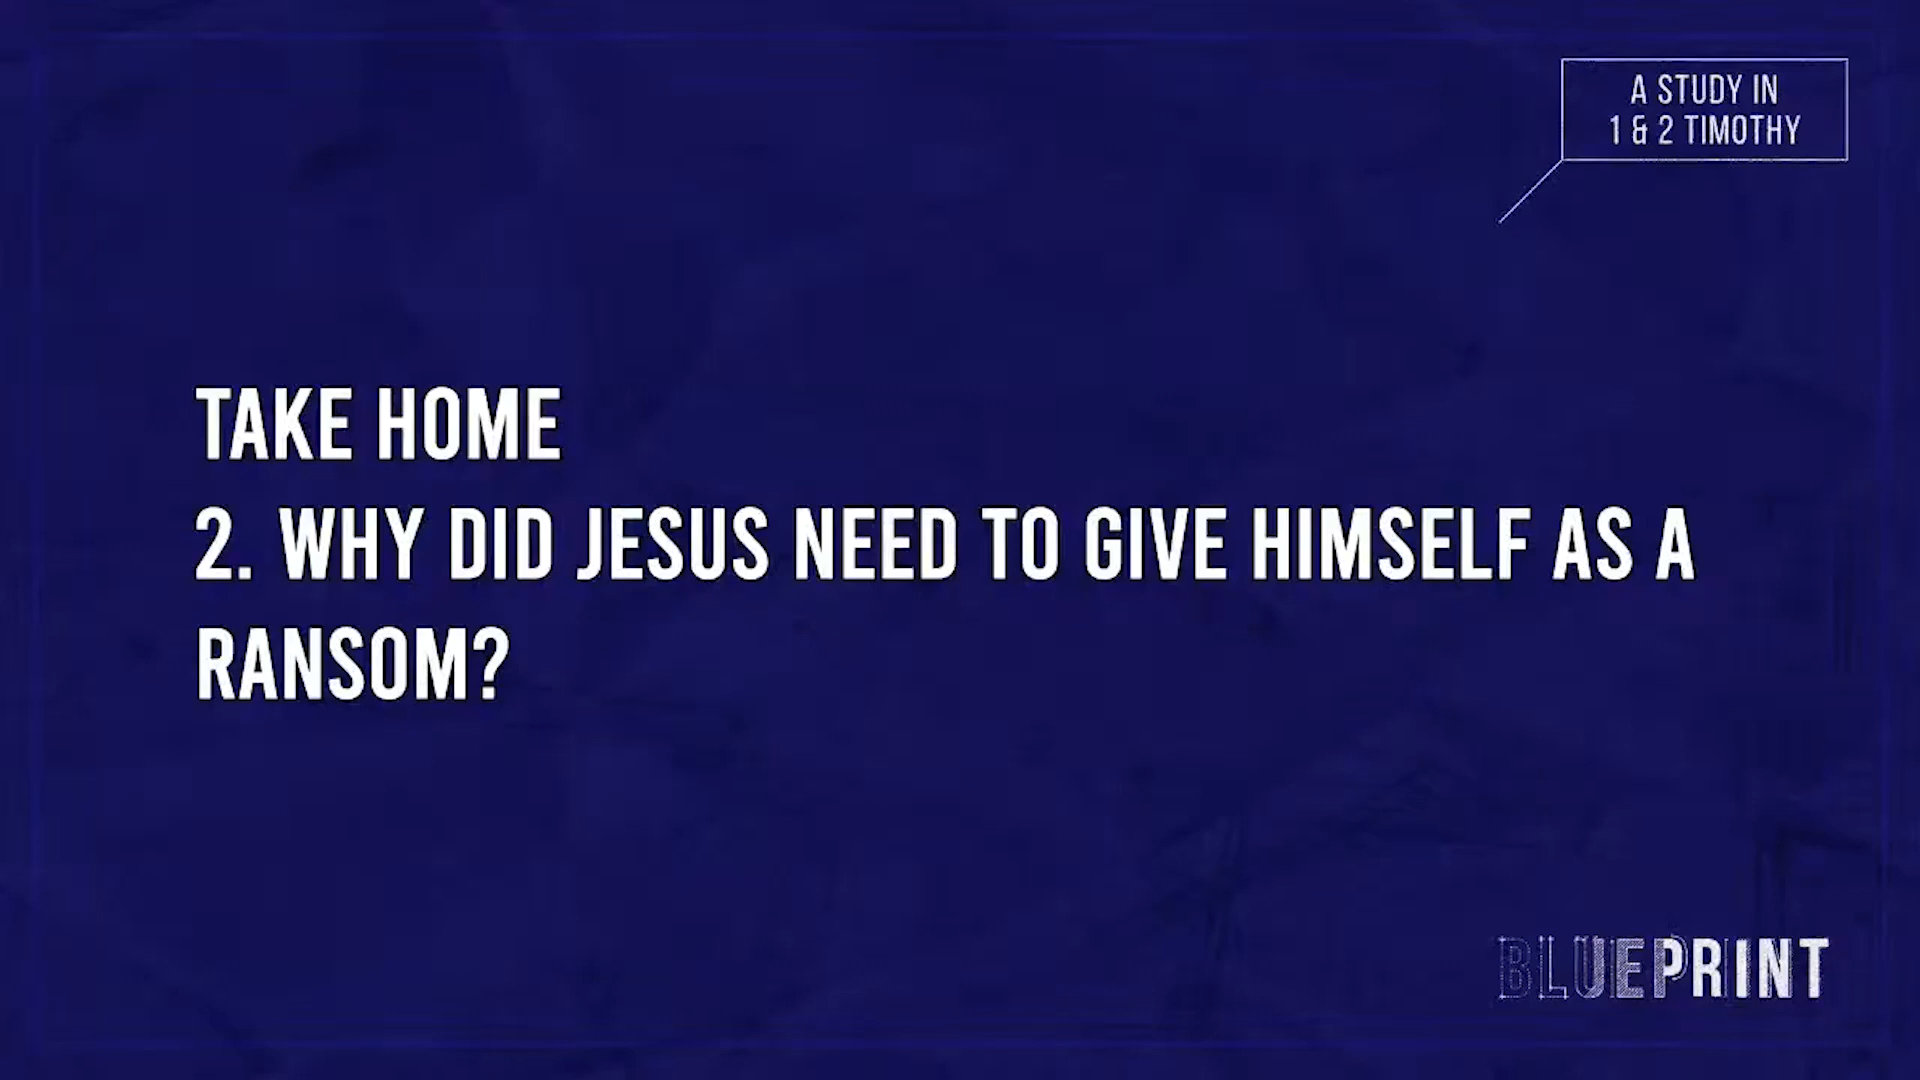 A STUDY IN
1 & 2 TIMOTHY
TAKE HOME
2. WHY DID JESUS NEED TO GIVE HIMSELF AS A
RANSOM?
BLUEPRINT